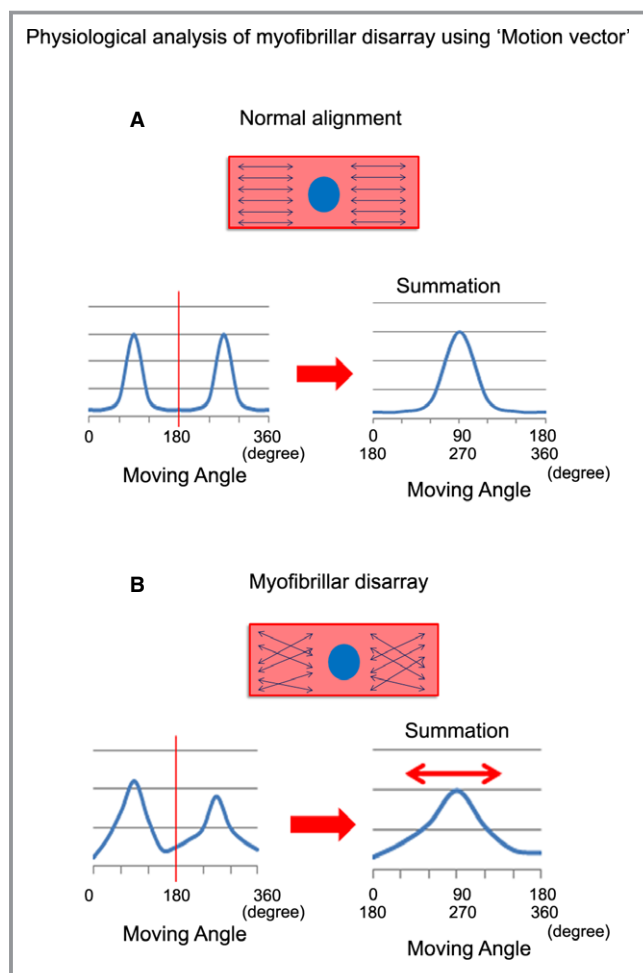 Physiological analysis of myofibrillar disarray using ‘Motion vector’
A
Normal alignment
Summation
0 180 360
(degree)
Moving Angle
0 90 180
180 270 360
(degree)
Moving Angle
B
Myofibrillar disarray
Summation
0 180 360
(degree)
Moving Angle
0 90 180
180 270 360
(degree)
Moving Angle